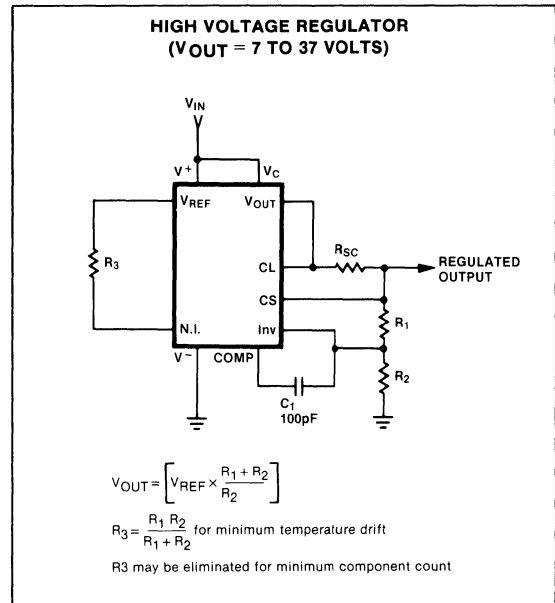 HIGH VOLTAGE REGULATOR
(VOUT = 7 TO 37 VOLTS)
VIN
V+ VC
VREF VOUT
R3
CL
RSC
REGULATED
OUTPUT
CS
R1
N.I. Inv
V− COMP
R2
C1
100pF
VOUT = [VREF × R1 + R2 / R2]
R3 = R1 R2 / R1 + R2 for minimum temperature drift
R3 may be eliminated for minimum component count